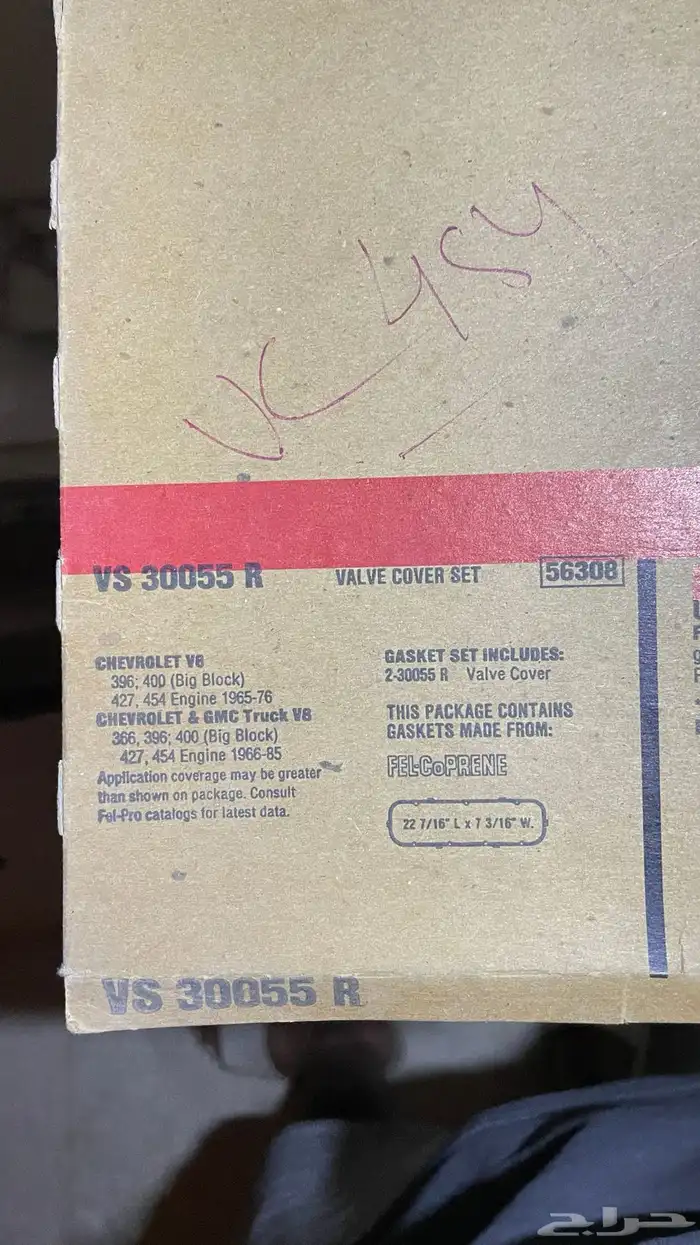 VC 454
VS 30055 R
VALVE COVER SET
56308
CHEVROLET V8
396; 400 (Big Block)
427, 454 Engine 1965-76
CHEVROLET & GMC Truck V8
366, 396; 400 (Big Block)
427, 454 Engine 1966-85
Application coverage may be greater
than shown on package. Consult
Fel-Pro catalogs for latest data.
GASKET SET INCLUDES:
2-30055 R Valve Cover
THIS PACKAGE CONTAINS
GASKETS MADE FROM:
FEL-CoPRENE
22 7/16" L x 7 3/16" W.
VS 30055 R
حراج